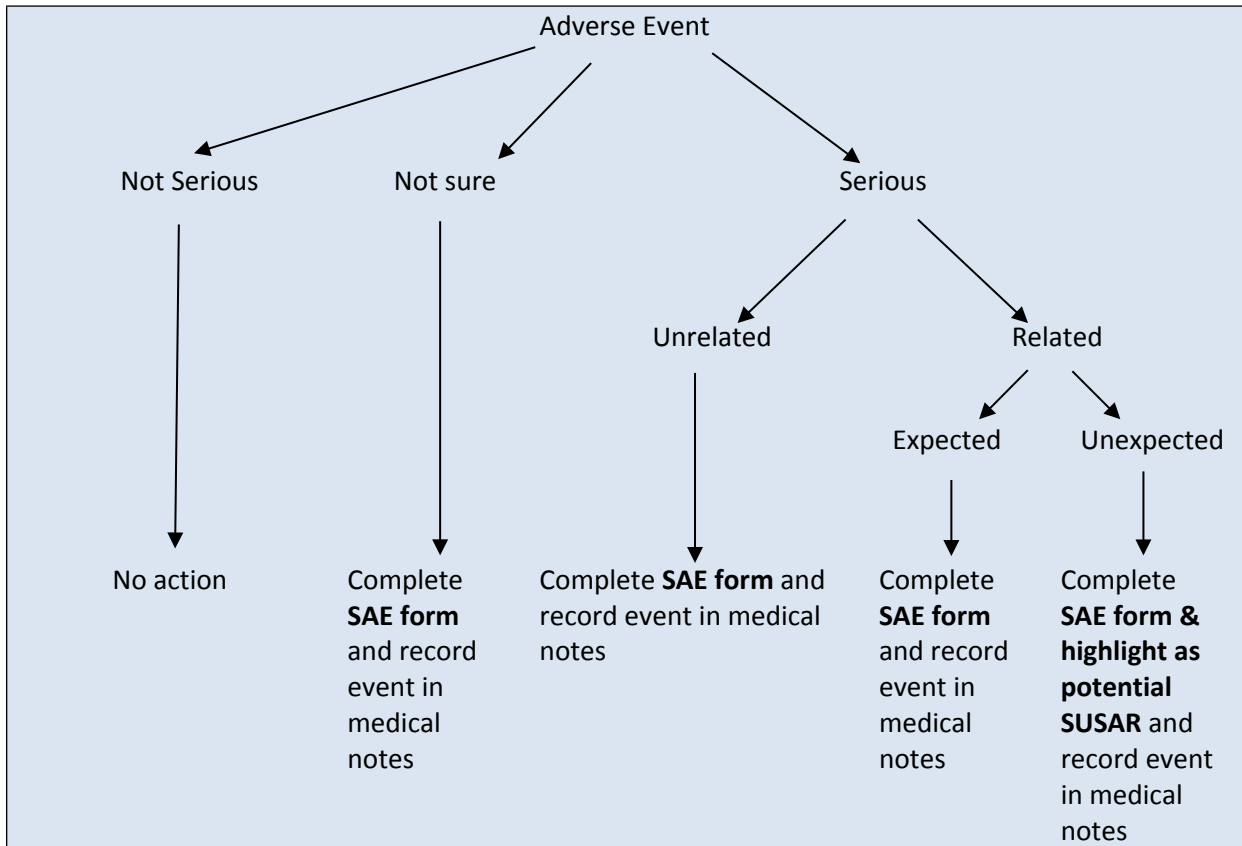 Adverse Event
Not Serious
Not sure
Serious
Unrelated
Related
Expected
Unexpected
No action
Complete
SAE form
and record
event in
medical
notes
Complete SAE form and
record event in medical
notes
Complete
SAE form
and record
event in
medical
notes
Complete
SAE form &
highlight as
potential
SUSAR and
record event
in medical
notes